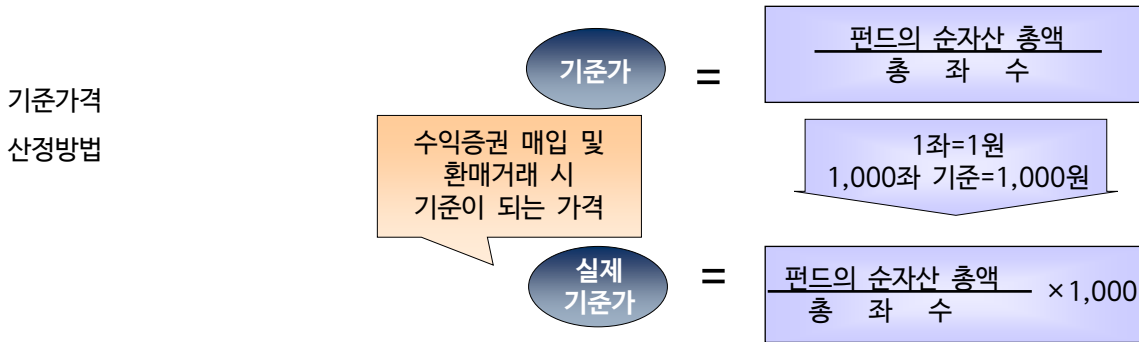 기준가격
산정방법
기준가
=
펀드의 순자산 총액
총 좌 수
수익증권 매입 및
환매거래 시
기준이 되는 가격
1좌=1원
1,000좌 기준=1,000원
실제
기준가
=
펀드의 순자산 총액
총 좌 수
×1,000